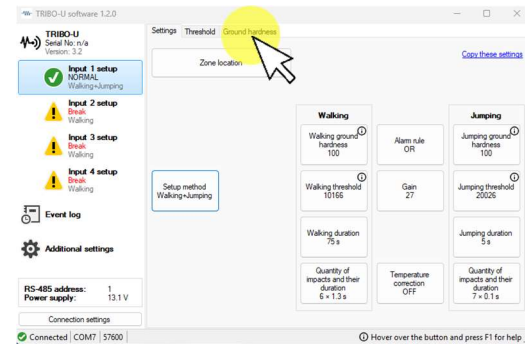 TRIBO-U software 1.2.0
TRIBO-U
Serial No: n/a
Version: 3.2
Input 1 setup
NORMAL
Walking+Jumping
Input 2 setup
Break
Walking
Input 3 setup
Break
Walking
Input 4 setup
Break
Walking
Event log
Additional settings
RS-485 address: 1
Power supply: 13.1 V
Connection settings
Settings Threshold Ground hardness
Zone location
Copy these settings
Setup method
Walking+Jumping
Walking
Walking ground
hardness
100
Walking threshold
10166
Walking duration
75 s
Quantity of
impacts and their
duration
6 × 1.3 s
Alarm rule
OR
Gain
27
Temperature
correction
OFF
Jumping
Jumping ground
hardness
100
Jumping threshold
20026
Jumping duration
5 s
Quantity of
impacts and their
duration
7 × 0.1 s
Connected COM7 57600
Hover over the button and press F1 for help